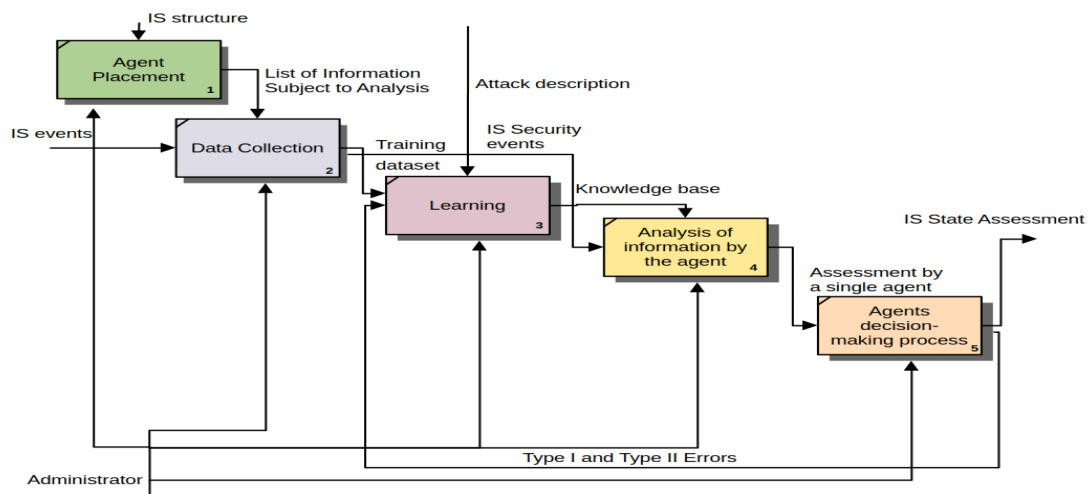 IS structure
Agent
Placement
1
List of Information
Subject to Analysis
Attack description
IS events
Data Collection
2
Training
dataset
IS Security
events
Learning
3
Knowledge base
Analysis of
information by
the agent
4
IS State Assessment
Assessment by
a single agent
Agents
decision-
making process
5
Type I and Type II Errors
Administrator